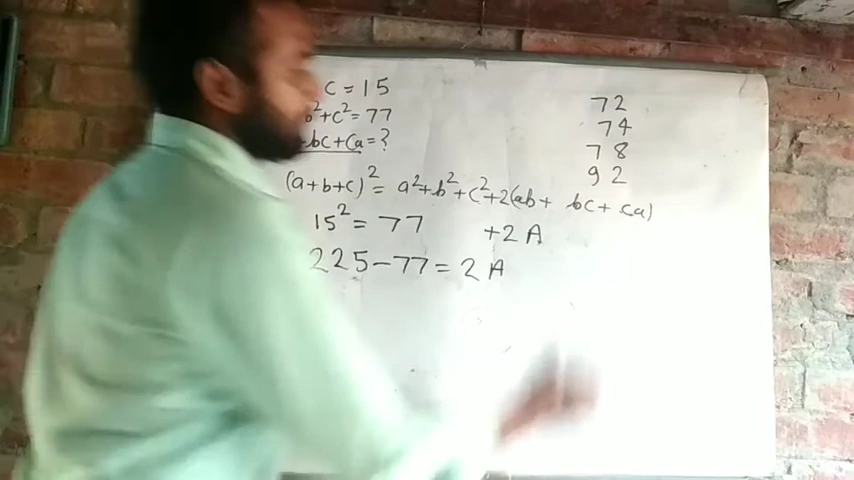 c = 15
b²+c² = 77
bc+ca = ?
(a+b+c)² = a²+b²+c²+2(ab + bc + ca)
15² = 77 +2A
225-77 = 2A
72
74
78
92